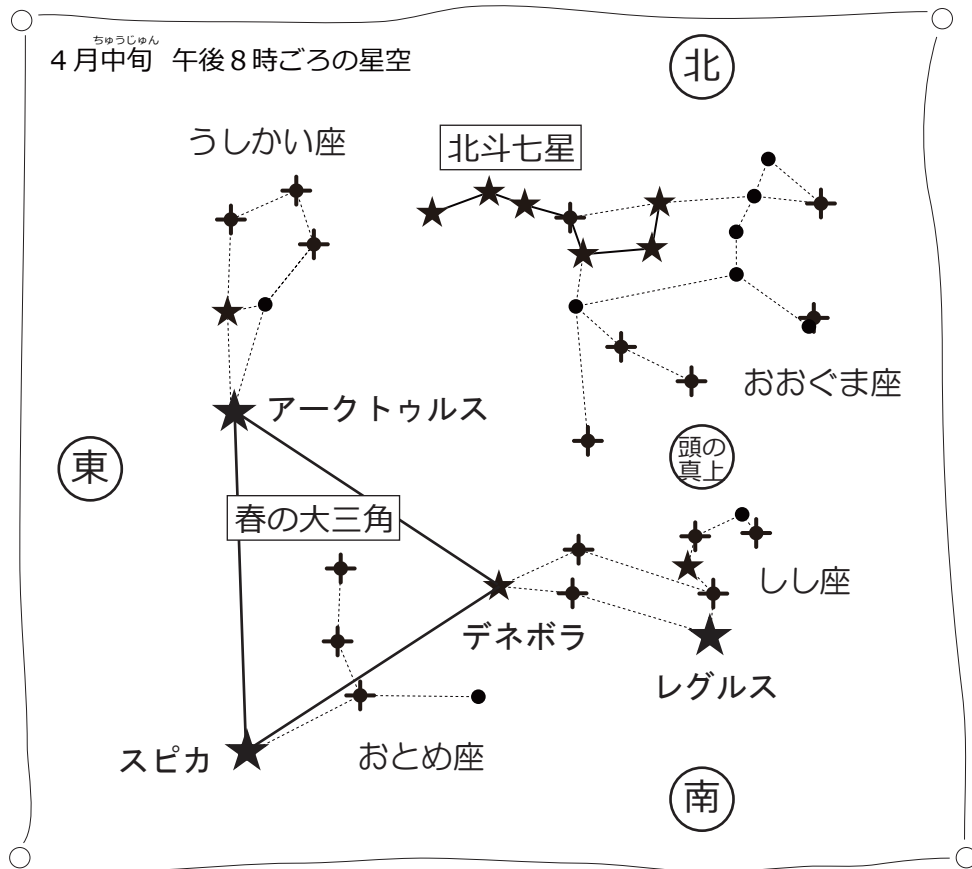 ちゅうじゅん
4月中旬 午後8時ごろの星空
北
うしかい座
北斗七星
おおぐま座
アークトゥルス
頭の
真上
東
春の大三角
しし座
デネボラ
レグルス
スピカ
おとめ座
南